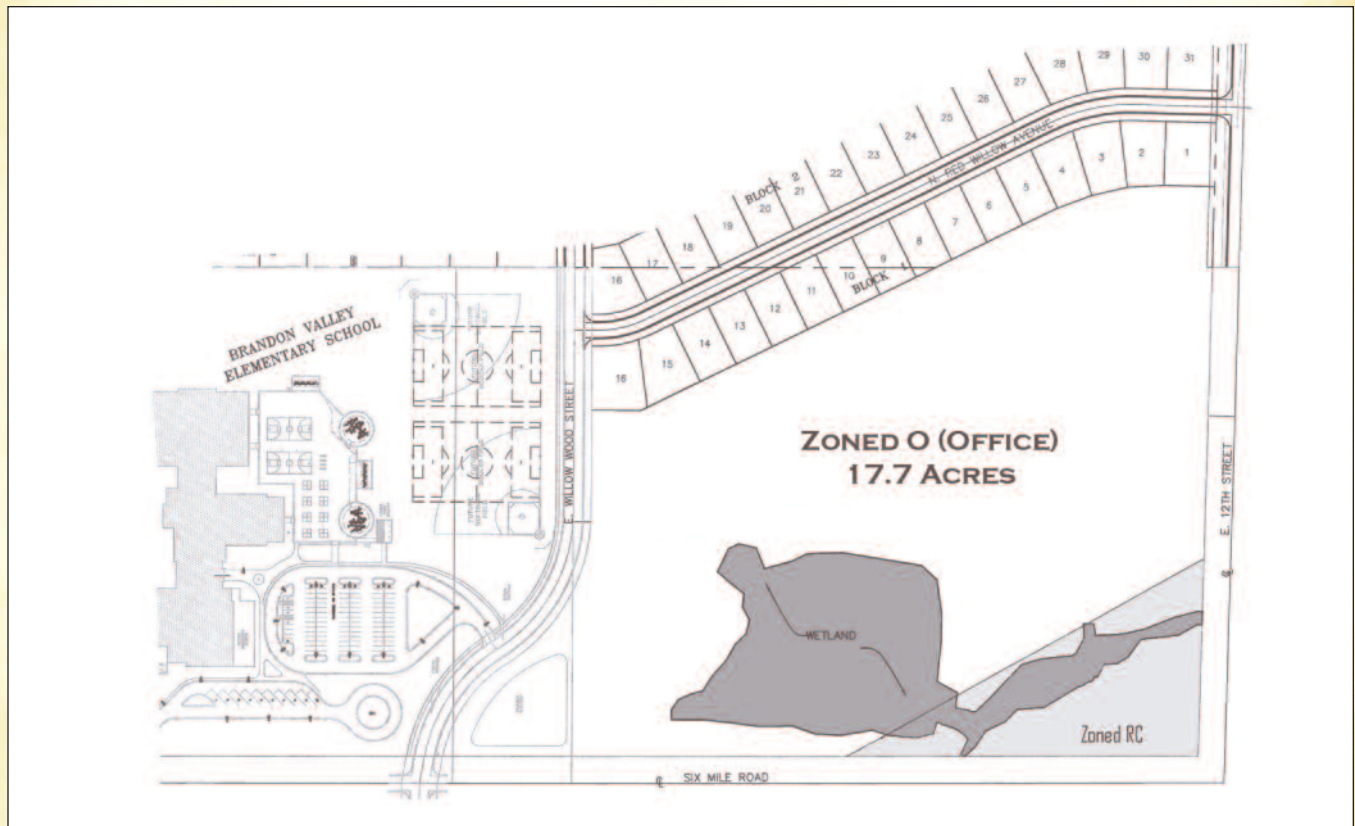 31
30
29
28
27
26
25
24
23
22
21
20
19
18
17
16
BLOCK 2
N. RED WILLOW AVENUE
1
2
3
4
5
6
7
8
9
10
11
12
13
14
15
16
BLOCK 1
BRANDON VALLEY
ELEMENTARY SCHOOL
E. WILLOW WOOD STREET
ZONED O (OFFICE)
17.7 ACRES
E. 12TH STREET
WETLAND
Zoned RC
SIX MILE ROAD